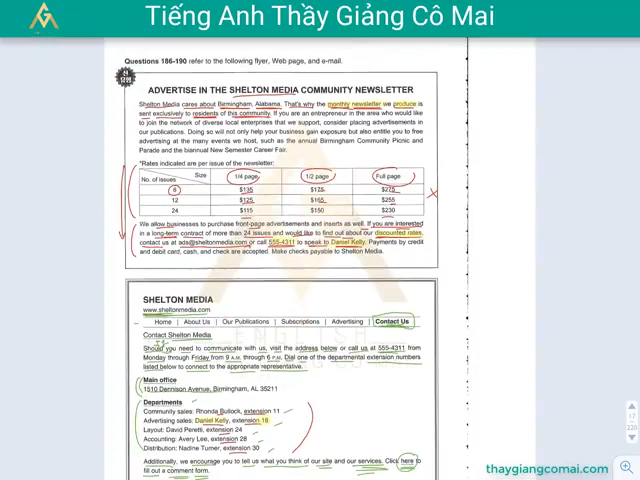 Tiếng Anh Thầy Giảng Cô Mai
Questions 186-190 refer to the following flyer, Web page, and e-mail.
ADVERTISE IN THE SHELTON MEDIA COMMUNITY NEWSLETTER
Shelton Media cares about Birmingham, Alabama. That's why the monthly newsletter we produce is
sent exclusively to residents of this community. If you are an entrepreneur in the area who would like
to join the network of diverse local enterprises that we support, consider placing advertisements in
our publications. Doing so will not only help your business gain exposure but also entitle you to free
advertising at the many events we host, such as the annual Birmingham Community Picnic and
Parade and the biannual New Semester Career Fair.
*Rates indicated are per issue of the newsletter:
No. of issues Size 1/4 page 1/2 page Full page
6 $135 $175 $275
12 $125 $165 $255
24 $115 $150 $230
We allow businesses to purchase front-page advertisements and inserts as well. If you are interested
in a long-term contract of more than 24 issues and would like to find out about our discounted rates,
contact us at ads@sheltonmedia.com or call 555-4311 to speak to Daniel Kelly. Payments by credit
and debit card, cash, and check are accepted. Make checks payable to Shelton Media.
SHELTON MEDIA
www.sheltonmedia.com
Home | About Us | Our Publications | Subscriptions | Advertising | Contact Us
Contact Shelton Media
Should you need to communicate with us, visit the address below or call us at 555-4311 from
Monday through Friday from 9 A.M. through 6 P.M. Dial one of the departmental extension numbers
listed below to connect to the appropriate representative.
Main office
1510 Dennison Avenue, Birmingham, AL 35211
Departments
Community sales: Rhonda Bullock, extension 11
Advertising sales: Daniel Kelly, extension 18
Layout: David Peretti, extension 24
Accounting: Avery Lee, extension 28
Distribution: Nadine Turner, extension 30
Additionally, we encourage you to tell us what you think of our site and our services. Click here to
fill out a comment form.
17
220
thaygiangcomai.com